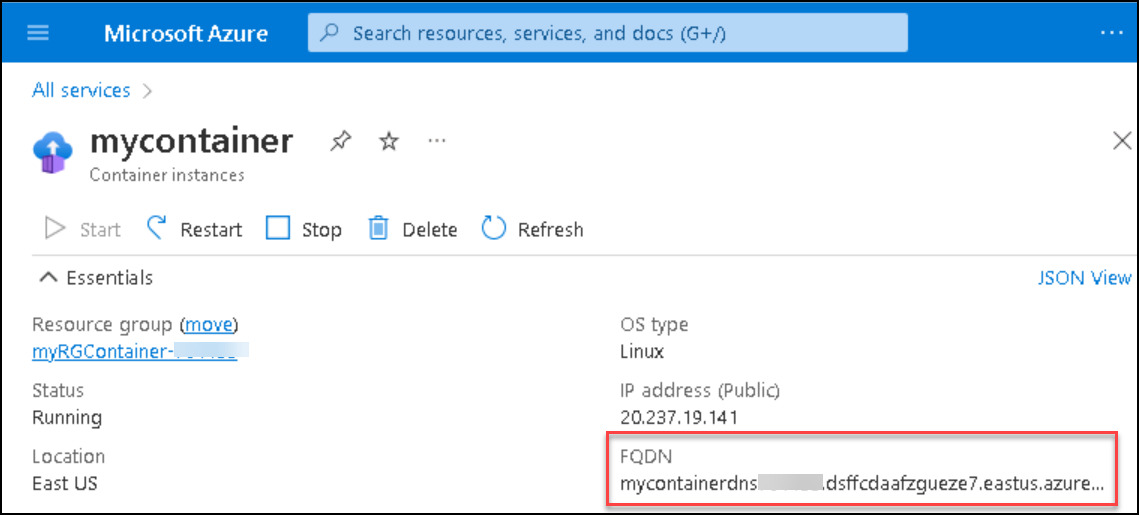 Microsoft Azure
Search resources, services, and docs (G+/)
...
All services >
mycontainer ...
Container instances
Start Restart Stop Delete Refresh
Essentials
JSON View
Resource group (move)
myRGContainer-
Status
Running
Location
East US
OS type
Linux
IP address (Public)
20.237.19.141
FQDN
mycontainerdns .dsffcdaafzgueze7.eastus.azure...